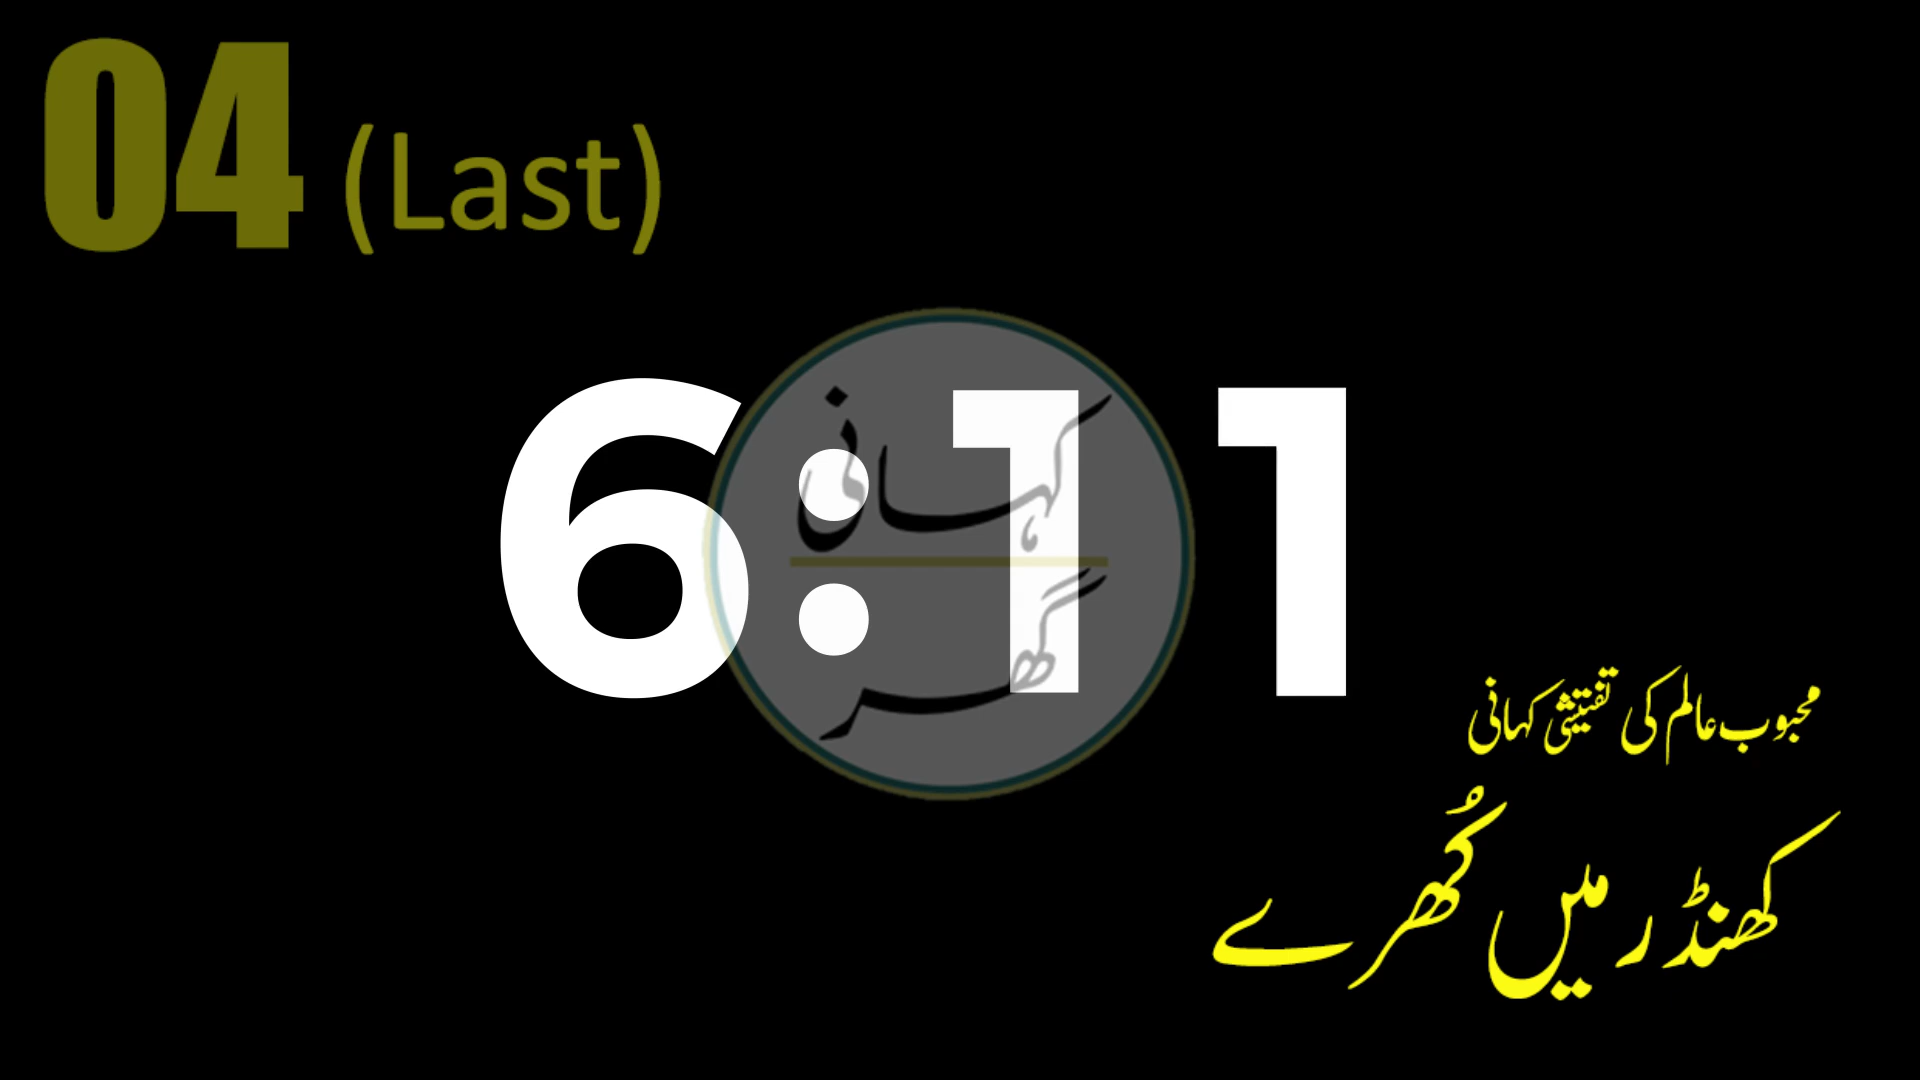 04 (Last)
6:11
کہانی
گھر
محبوب عالم کی تفتیشی کہانی
کھنڈر میں کُھرے